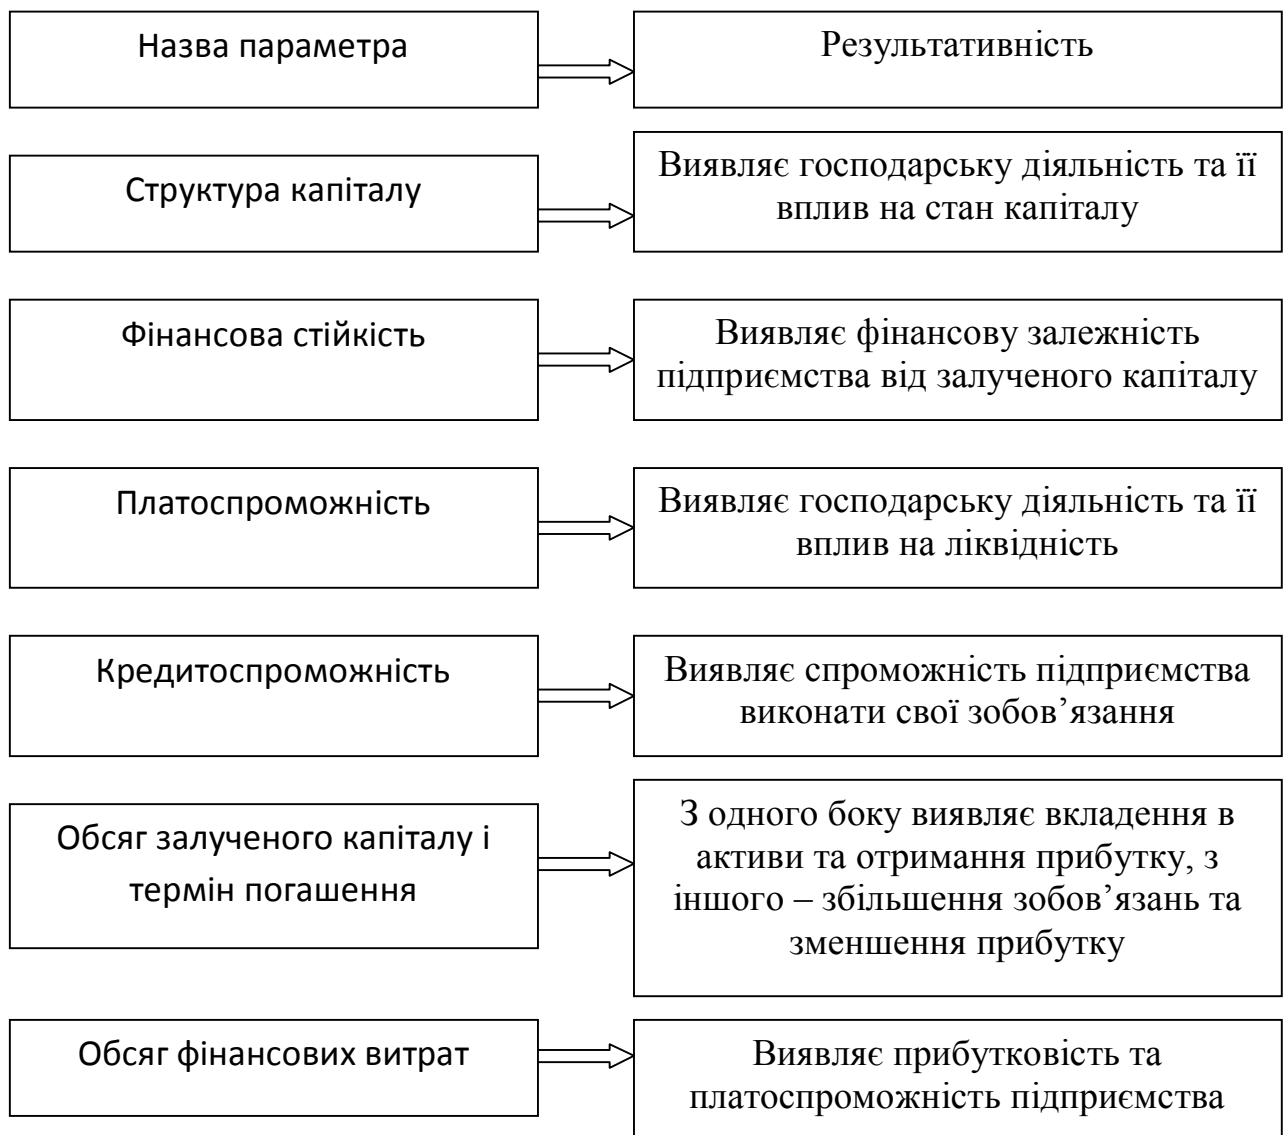 Назва параметра
Результативність
Структура капіталу
Виявляє господарську діяльність та її
вплив на стан капіталу
Фінансова стійкість
Виявляє фінансову залежність
підприємства від залученого капіталу
Платоспроможність
Виявляє господарську діяльність та її
вплив на ліквідність
Кредитоспроможність
Виявляє спроможність підприємства
виконати свої зобов’язання
Обсяг залученого капіталу і
термін погашення
З одного боку виявляє вкладення в
активи та отримання прибутку, з
іншого – збільшення зобов’язань та
зменшення прибутку
Обсяг фінансових витрат
Виявляє прибутковість та
платоспроможність підприємства